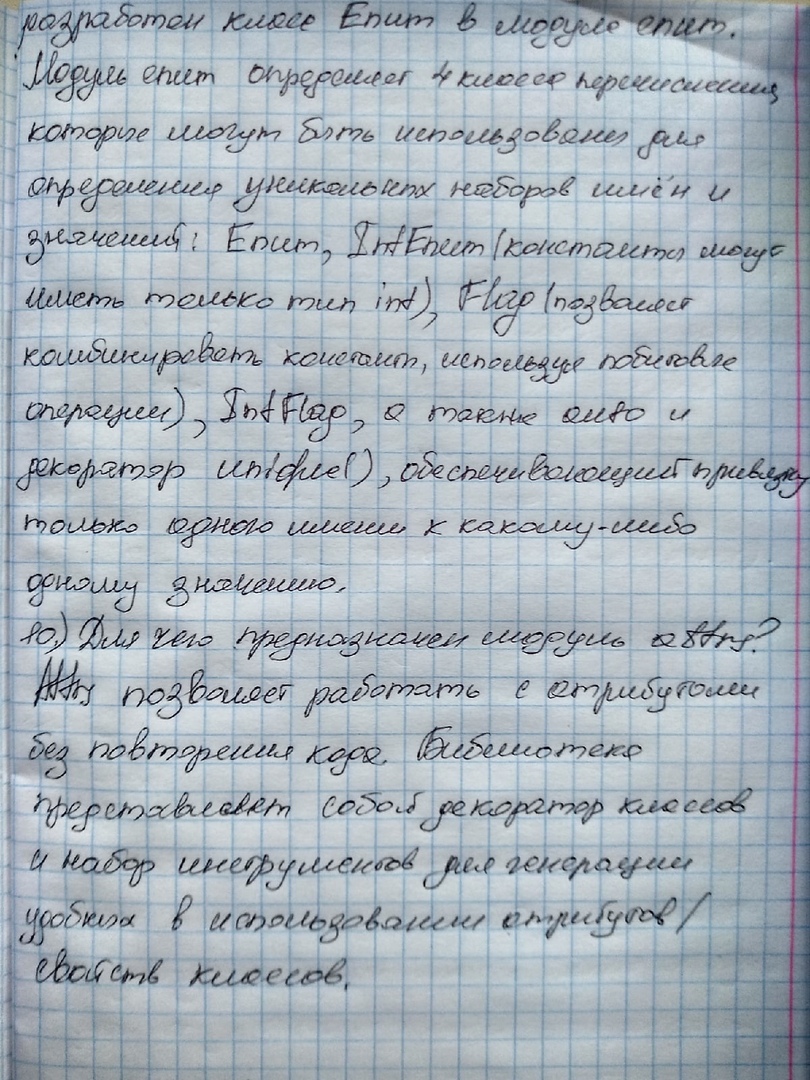 разработан класс Enum в модуле enum.
Модуль enum определяет 4 класса перечисления,
которые могут быть использованы для
определения уникальных наборов имён и
значений: Enum, IntEnum (константы могут
иметь только тип int), Flag (позволяет
комбинировать констант, используя побитовые
операции), IntFlag, а также auto и
декоратор unique(), обеспечивающий привязку
только одного имени к какому-либо
одному значению.
10.) Для чего предназначен модуль attrs?
Attrs позволяет работать с атрибутами
без повторения кода. Библиотека
представляет собой декоратор классов
и набор инструментов для генерации
удобных в использовании атрибутов/
свойств классов.